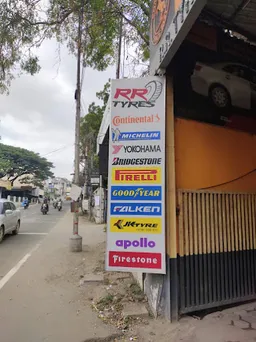 RR
TYRES
Continental
MICHELIN
YOKOHAMA
BRIDGESTONE
PIRELLI
GOODYEAR
FALKEN
JK TYRE
apollo
Firestone